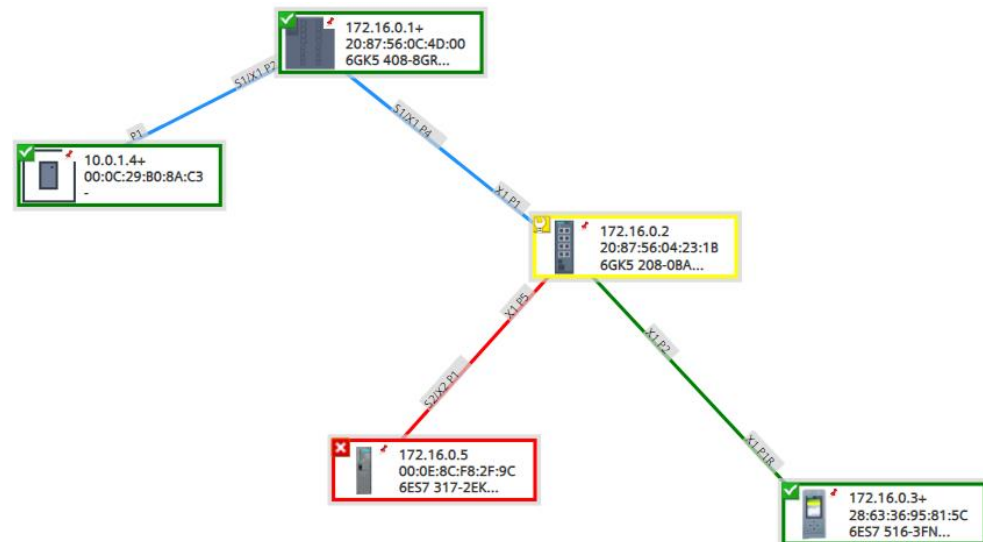 172.16.0.1+
20:87:56:0C:4D:00
6GK5 408-8GR...
S1/X1.P2
P1
10.0.1.4+
00:0C:29:B0:8A:C3
-
S1/X1.P4
X1.P1
172.16.0.2
20:87:56:04:23:1B
6GK5 208-0BA...
X1.P5
S2/X2.P1
X1.P2
X1.P1R
172.16.0.5
00:0E:8C:F8:2F:9C
6ES7 317-2EK...
172.16.0.3+
28:63:36:95:81:5C
6ES7 516-3FN...